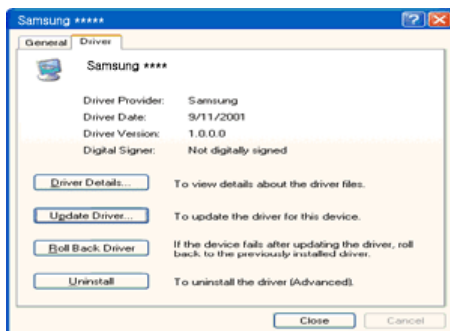 Samsung *****
General Driver
Samsung ****
Driver Provider: Samsung
Driver Date: 9/11/2001
Driver Version: 1.0.0.0
Digital Signer: Not digitally signed
Driver Details... To view details about the driver files.
Update Driver... To update the driver for this device.
Roll Back Driver If the device fails after updating the driver, roll
back to the previously installed driver.
Uninstall To uninstall the driver (Advanced).
Close Cancel